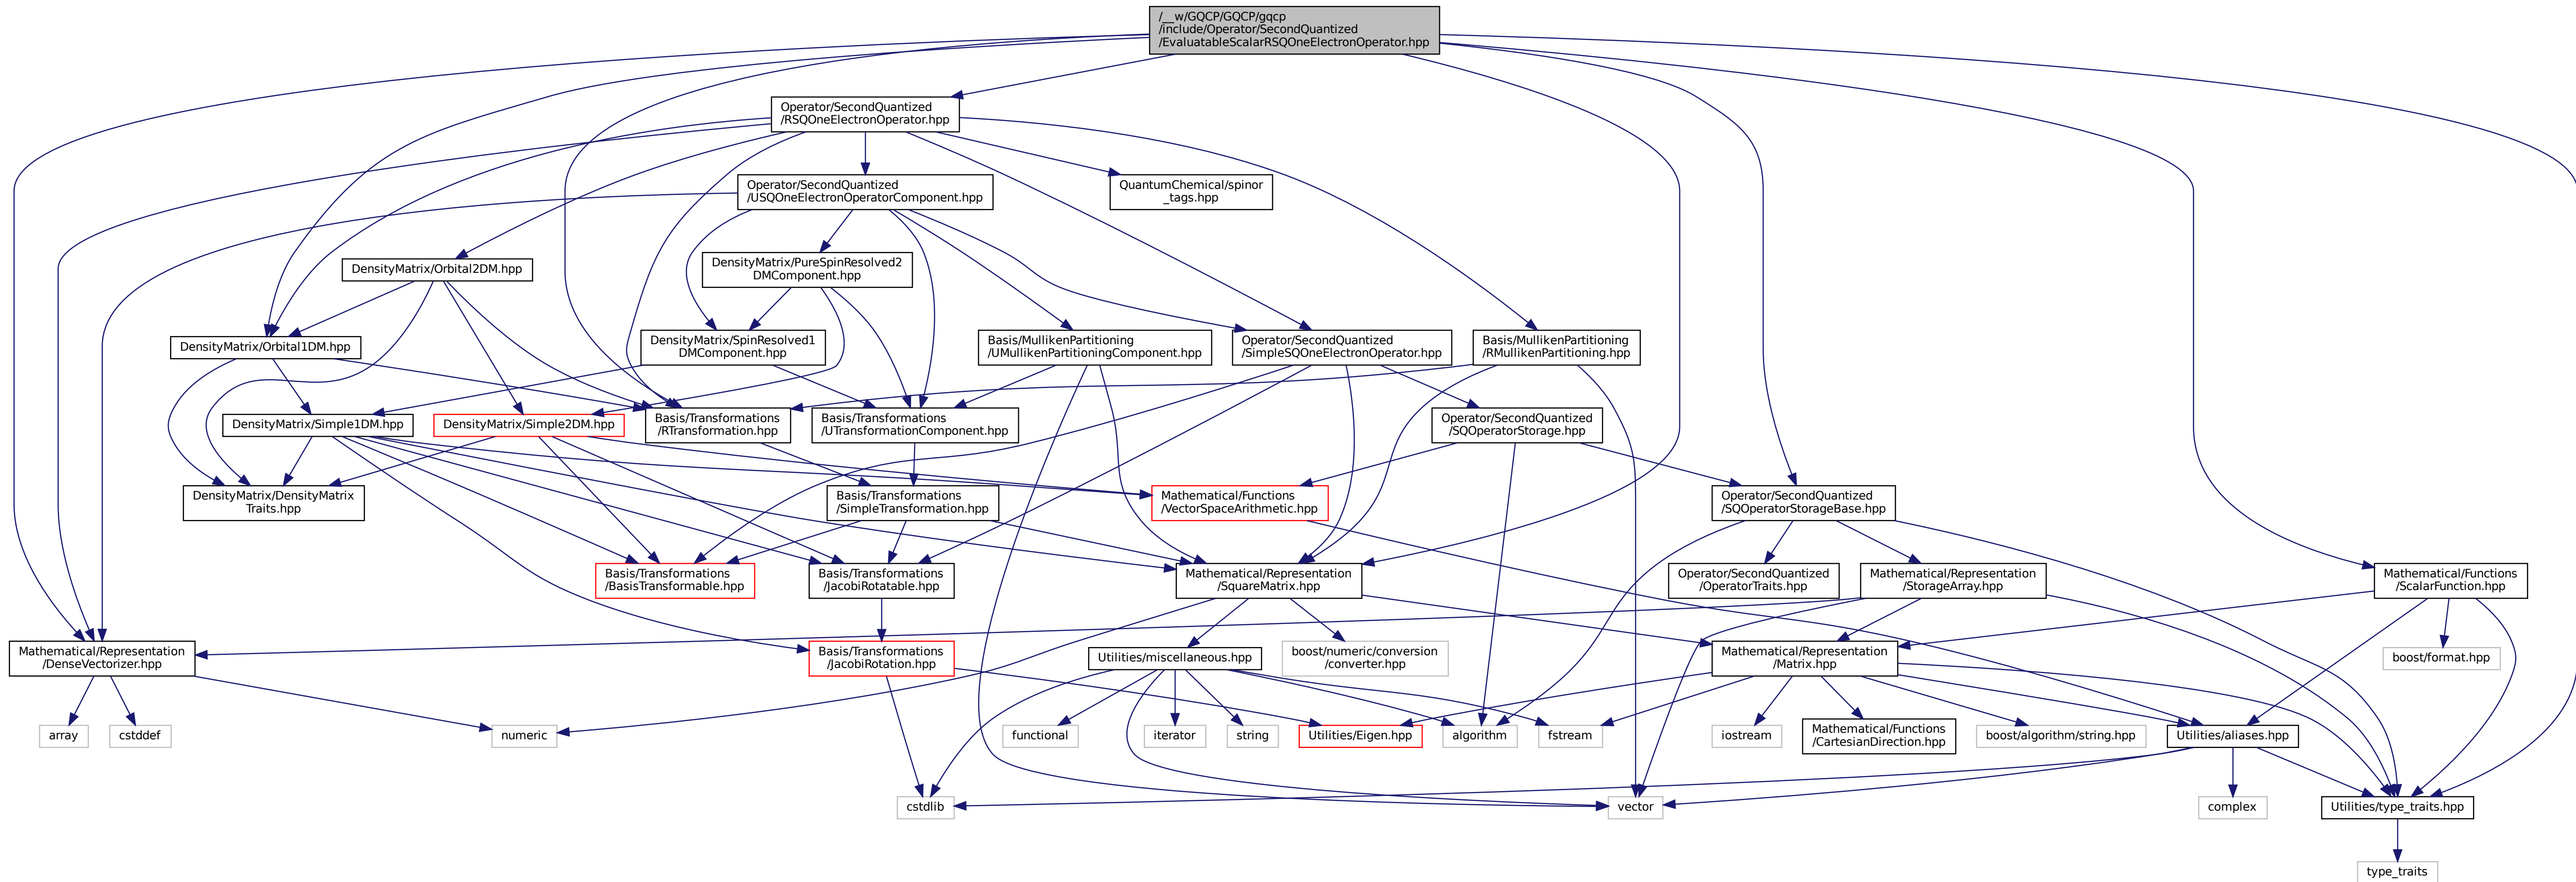 /__w/GQCP/GQCP/gqcp
/include/Operator/SecondQuantized
/EvaluatableScalarRSQOneElectronOperator.hpp
Operator/SecondQuantized
/RSQOneElectronOperator.hpp
Operator/SecondQuantized
/USQOneElectronOperatorComponent.hpp
QuantumChemical/spinor
_tags.hpp
DensityMatrix/Orbital2DM.hpp
DensityMatrix/PureSpinResolved2
DMComponent.hpp
DensityMatrix/Orbital1DM.hpp
DensityMatrix/SpinResolved1
DMComponent.hpp
Basis/MullikenPartitioning
/UMullikenPartitioningComponent.hpp
Operator/SecondQuantized
/SimpleSQOneElectronOperator.hpp
Basis/MullikenPartitioning
/RMullikenPartitioning.hpp
DensityMatrix/Simple1DM.hpp
DensityMatrix/Simple2DM.hpp
Basis/Transformations
/RTransformation.hpp
Basis/Transformations
/UTransformationComponent.hpp
Operator/SecondQuantized
/SQOperatorStorage.hpp
DensityMatrix/DensityMatrix
Traits.hpp
Basis/Transformations
/SimpleTransformation.hpp
Mathematical/Functions
/VectorSpaceArithmetic.hpp
Operator/SecondQuantized
/SQOperatorStorageBase.hpp
Basis/Transformations
/BasisTransformable.hpp
Basis/Transformations
/JacobiRotatable.hpp
Mathematical/Representation
/SquareMatrix.hpp
Operator/SecondQuantized
/OperatorTraits.hpp
Mathematical/Representation
/StorageArray.hpp
Mathematical/Functions
/ScalarFunction.hpp
Mathematical/Representation
/DenseVectorizer.hpp
Basis/Transformations
/JacobiRotation.hpp
Utilities/miscellaneous.hpp
boost/numeric/conversion
/converter.hpp
Mathematical/Representation
/Matrix.hpp
boost/format.hpp
array
cstddef
numeric
functional
iterator
string
Utilities/Eigen.hpp
algorithm
fstream
iostream
Mathematical/Functions
/CartesianDirection.hpp
boost/algorithm/string.hpp
Utilities/aliases.hpp
cstdlib
vector
complex
Utilities/type_traits.hpp
type_traits